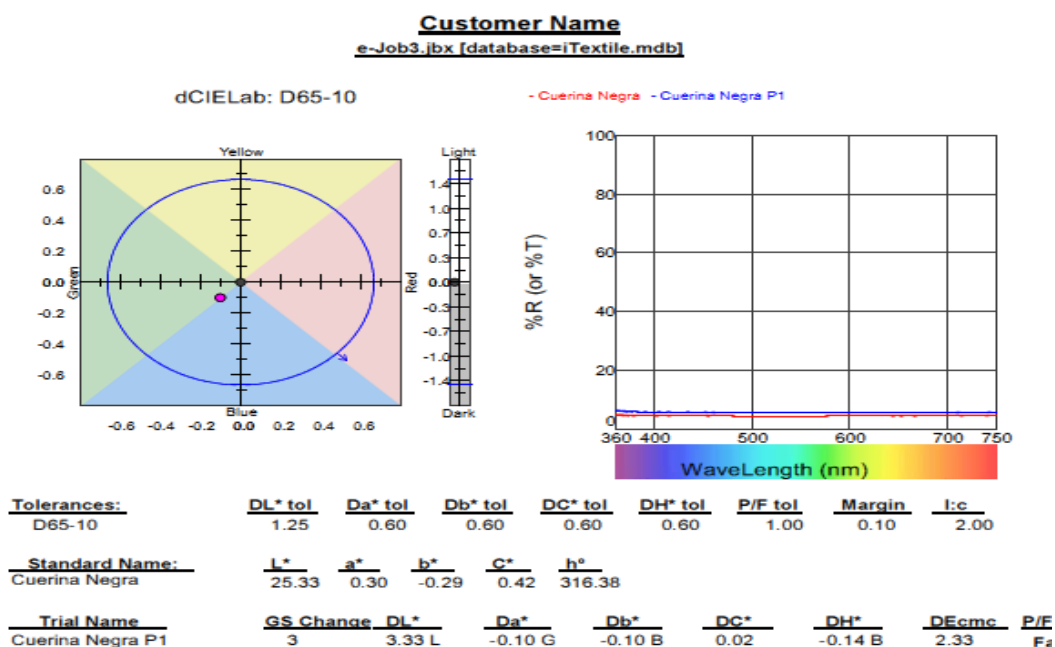 Customer Name
e-Job3.jbx [database=iTextile.mdb]
dCIELab: D65-10
- Cuerina Negra - Cuerina Negra P1
Yellow
Light
0.6
0.4
0.2
0.0
-0.2
-0.4
-0.6
Green
Red
Blue
-0.6 -0.4 -0.2 0.0 0.2 0.4 0.6
1.4
1.0
0.7
0.3
0.0
-0.3
-0.7
-1.0
-1.4
Dark
%R (or %T)
100
80
60
40
20
0
360 400 500 600 700 750
WaveLength (nm)
Tolerances: DL* tol Da* tol Db* tol DC* tol DH* tol P/F tol Margin l:c
D65-10 1.25 0.60 0.60 0.60 0.60 1.00 0.10 2.00
Standard Name: L* a* b* C* hº
Cuerina Negra 25.33 0.30 -0.29 0.42 316.38
Trial Name GS Change DL* Da* Db* DC* DH* DEcmc P/F
Cuerina Negra P1 3 3.33 L -0.10 G -0.10 B 0.02 -0.14 B 2.33 Fa